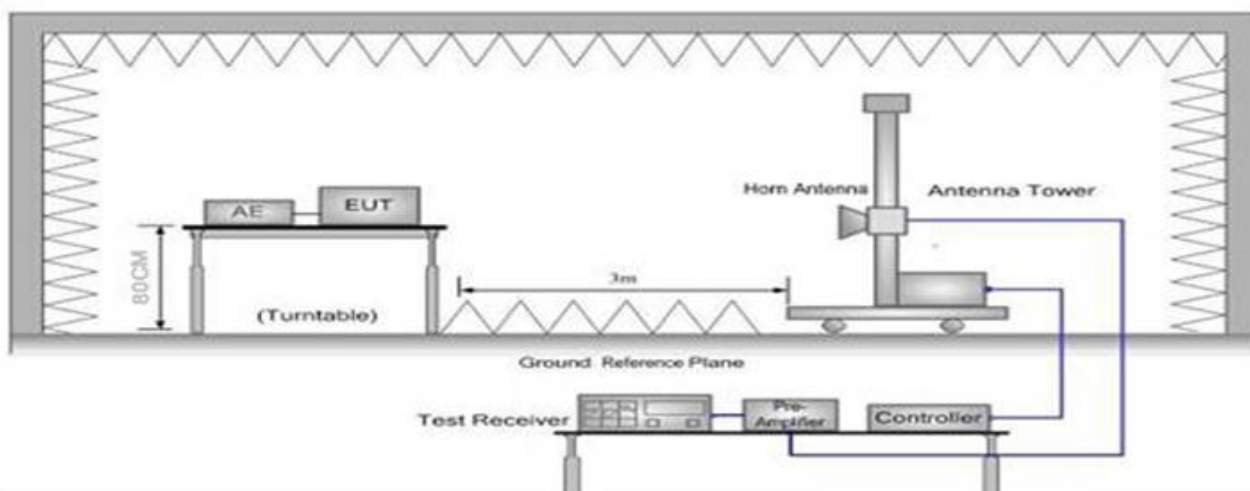 Horn Antenna
Antenna Tower
AE
EUT
80CM
3m
(Turntable)
Ground Reference Plane
Test Receiver
Pre-
Amplifier
Controller